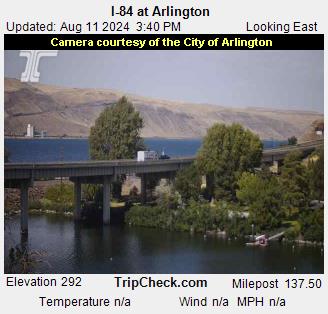 I-84 at Arlington
Updated: Aug 11 2024 3:40 PM Looking East
Camera courtesy of the City of Arlington
Elevation 292 TripCheck.com Milepost 137.50
Temperature n/a Wind n/a MPH n/a